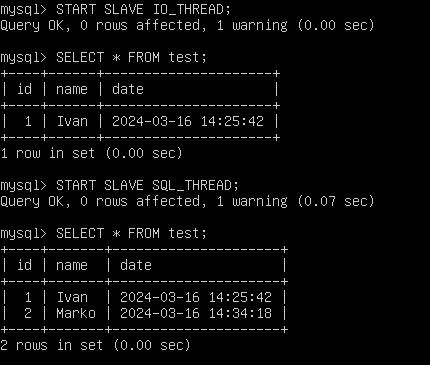 mysql> START SLAVE IO_THREAD;
Query OK, 0 rows affected, 1 warning (0.00 sec)

mysql> SELECT * FROM test;
+----+------+---------------------+
| id | name | date                |
+----+------+---------------------+
|  1 | Ivan | 2024-03-16 14:25:42 |
+----+------+---------------------+
1 row in set (0.00 sec)

mysql> START SLAVE SQL_THREAD;
Query OK, 0 rows affected, 1 warning (0.07 sec)

mysql> SELECT * FROM test;
+----+-------+---------------------+
| id | name  | date                |
+----+-------+---------------------+
|  1 | Ivan  | 2024-03-16 14:25:42 |
|  2 | Marko | 2024-03-16 14:34:18 |
+----+-------+---------------------+
2 rows in set (0.00 sec)